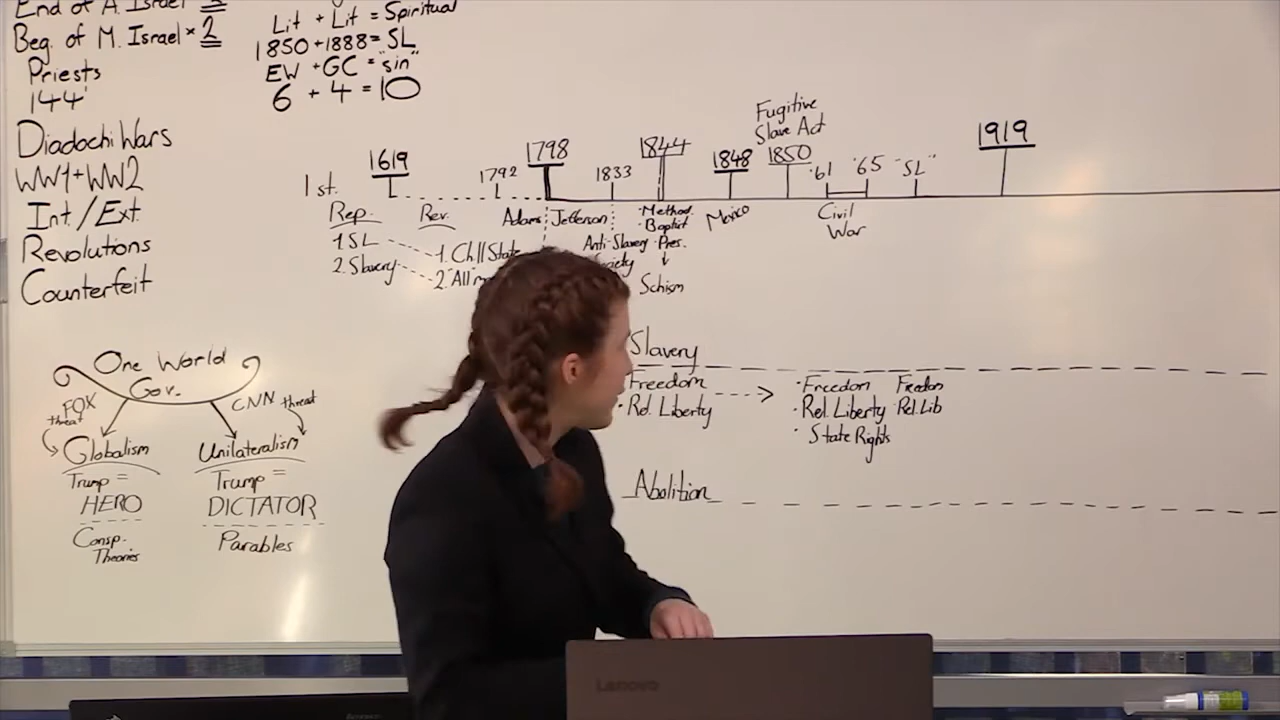 End of A. Israel
Beg. of M. Israel * 2
Priests
144'
Diadochi Wars
WW1+WW2
Int./Ext.
Revolutions
Counterfeit
Lit + Lit = Spiritual
1850+1888= SL
EW + GC = "sin"
6 + 4 = 10
One World
Gov.
FOX
threat
CNN threat
Globalism
Trump =
HERO
Consp.
Theories
Unilateralism
Trump =
DICTATOR
Parables
1st.
1619
1792
1798
1833
1844
1848
Fugitive
Slave Act
1850
'61
'65
"SL"
1919
Rep.
1. SL
2. Slavery
Rev.
1. Ch II State
2. All m
Adams
Jefferson
Anti-Slavery
• Method.
• Baptist
• Pres.
↓
Schism
Mexico
Civil
War
Slavery
Freedom
• Rel. Liberty
• Freedom
• Rel. Liberty
• State Rights
Freedom
Rel. Lib
Abolition
Lenovo